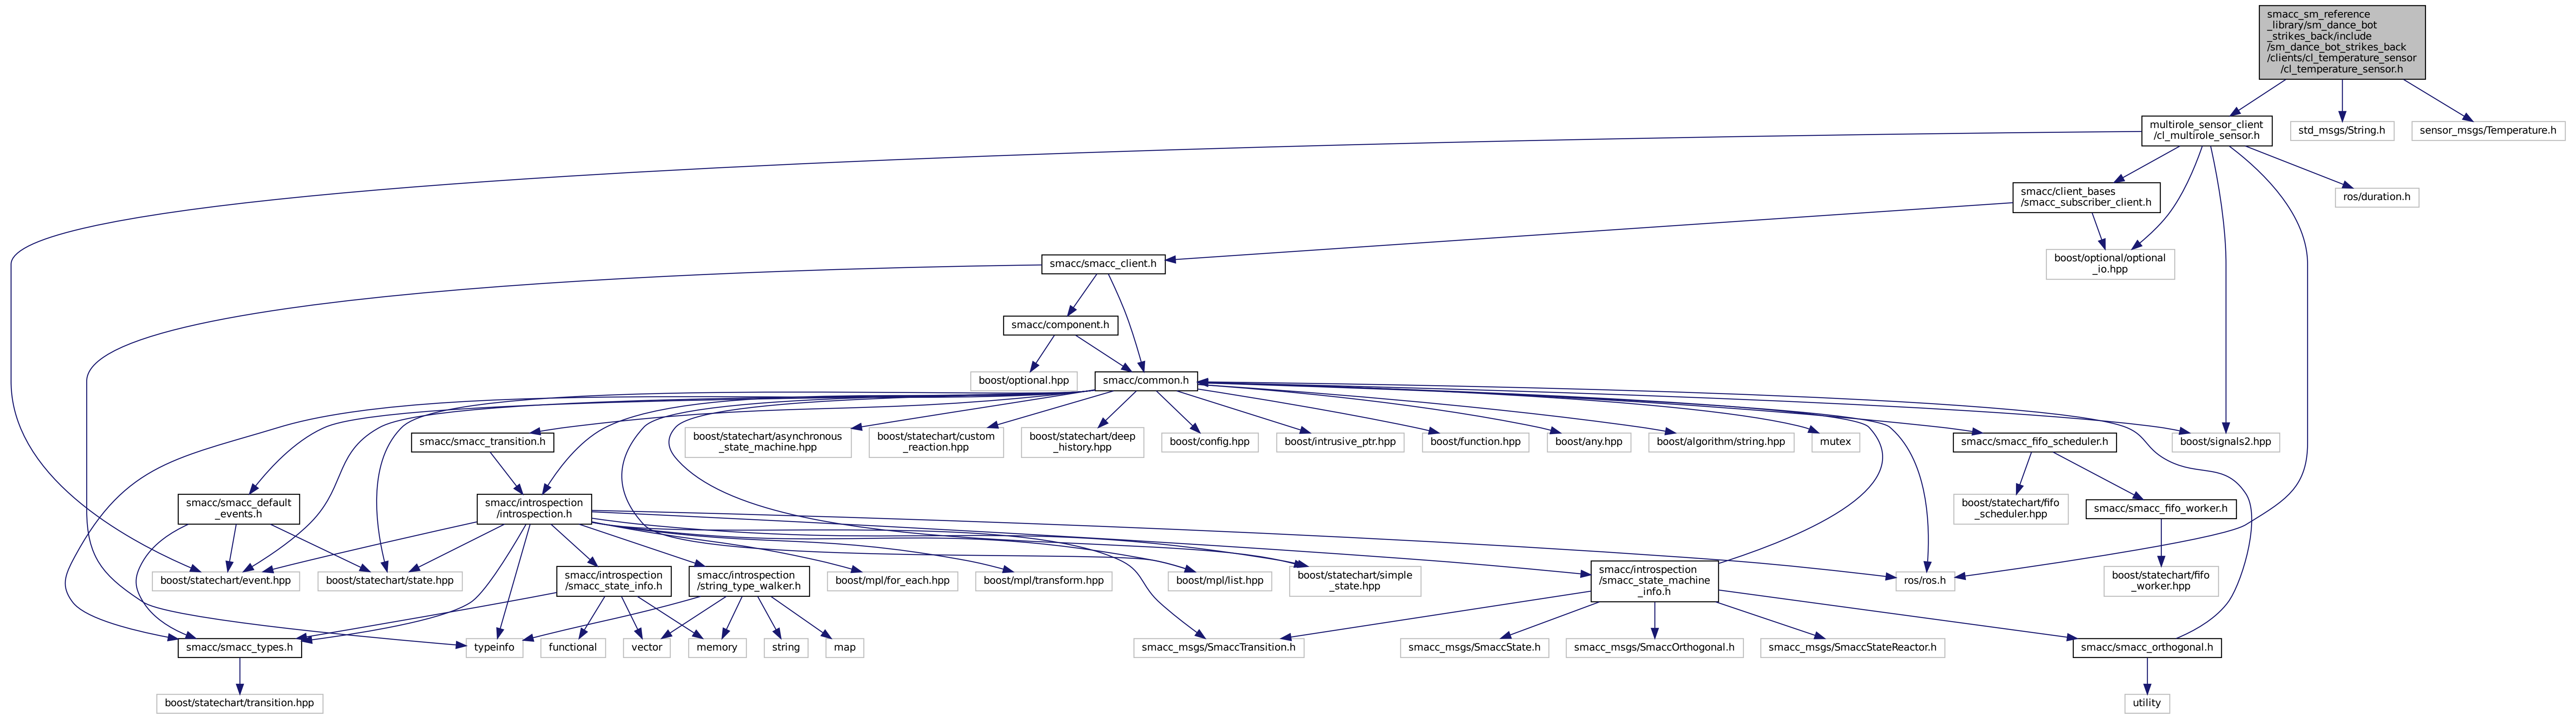 smacc_sm_reference
_library/sm_dance_bot
_strikes_back/include
/sm_dance_bot_strikes_back
/clients/cl_temperature_sensor
/cl_temperature_sensor.h
multirole_sensor_client
/cl_multirole_sensor.h
std_msgs/String.h
sensor_msgs/Temperature.h
smacc/client_bases
/smacc_subscriber_client.h
ros/duration.h
smacc/smacc_client.h
boost/optional/optional
_io.hpp
smacc/component.h
boost/optional.hpp
smacc/common.h
smacc/smacc_transition.h
boost/statechart/asynchronous
_state_machine.hpp
boost/statechart/custom
_reaction.hpp
boost/statechart/deep
_history.hpp
boost/config.hpp
boost/intrusive_ptr.hpp
boost/function.hpp
boost/any.hpp
boost/algorithm/string.hpp
mutex
smacc/smacc_fifo_scheduler.h
boost/signals2.hpp
smacc/smacc_default
_events.h
smacc/introspection
/introspection.h
boost/statechart/fifo
_scheduler.hpp
smacc/smacc_fifo_worker.h
boost/statechart/event.hpp
boost/statechart/state.hpp
smacc/introspection
/smacc_state_info.h
smacc/introspection
/string_type_walker.h
boost/mpl/for_each.hpp
boost/mpl/transform.hpp
boost/mpl/list.hpp
boost/statechart/simple
_state.hpp
smacc/introspection
/smacc_state_machine
_info.h
ros/ros.h
boost/statechart/fifo
_worker.hpp
smacc/smacc_types.h
typeinfo
functional
vector
memory
string
map
smacc_msgs/SmaccTransition.h
smacc_msgs/SmaccState.h
smacc_msgs/SmaccOrthogonal.h
smacc_msgs/SmaccStateReactor.h
smacc/smacc_orthogonal.h
boost/statechart/transition.hpp
utility